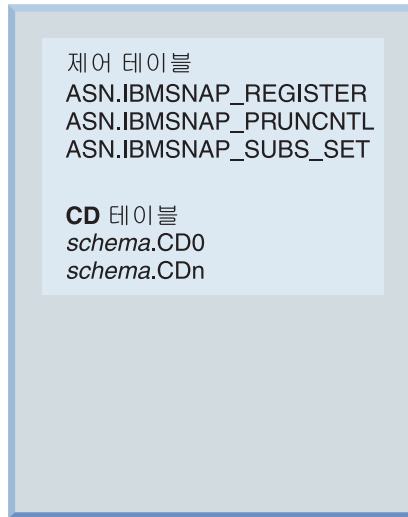 제어 테이블
ASN.IBMSNAP_REGISTER
ASN.IBMSNAP_PRUNCNTL
ASN.IBMSNAP_SUBS_SET
CD 테이블
schema.CD0
schema.CDn